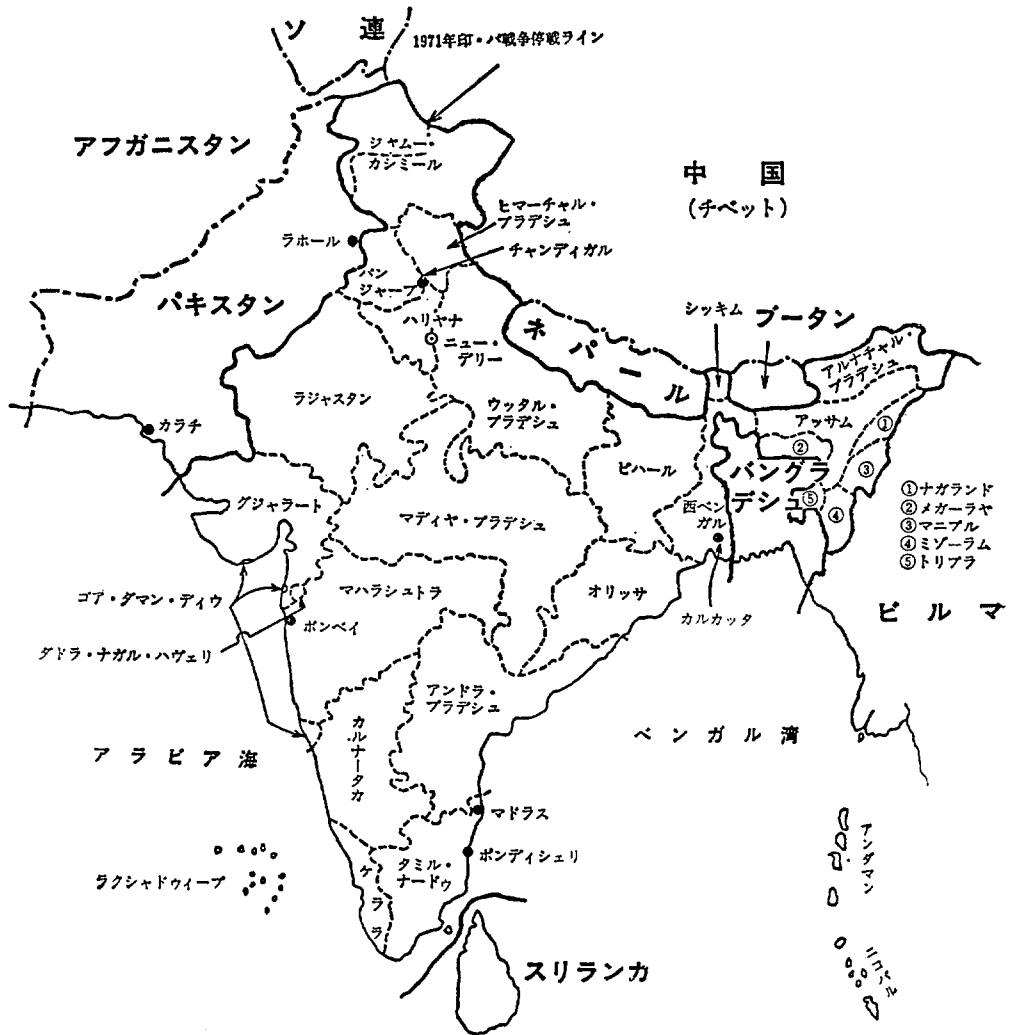 ソ連
1971年印・パ戦争停戦ライン
アフガニスタン
ジャムー・
カシミール
中国
(チベット)
ヒマーチャル・
プラデシュ
ラホール
チャンディガル
パン
ジャーブ
パキスタン
ハリヤナ
ニュー・
デリー
ネパール
シッキム
ブータン
アルナチャル・
プラデシュ
ラジャスタン
ウッタル・
プラデシュ
アッサム
カラチ
ビハール
バングラ
デシュ
①
②
③
④
⑤
グジャラート
マディヤ・プラデシュ
西ベン
ガル
①ナガランド
②メガーラヤ
③マニプル
④ミゾーラム
⑤トリプラ
ゴア・ダマン・ディウ
マハラシュトラ
オリッサ
カルカッタ
ビルマ
ボンベイ
ダドラ・ナガル・ハヴェリ
アンドラ・
プラデシュ
カルナータカ
アラビア海
ベンガル湾
マドラス
ポンディシェリ
タミル・
ナードゥ
ケララ
ラクシャドウィープ
アンダマン
ニコバル
スリランカ